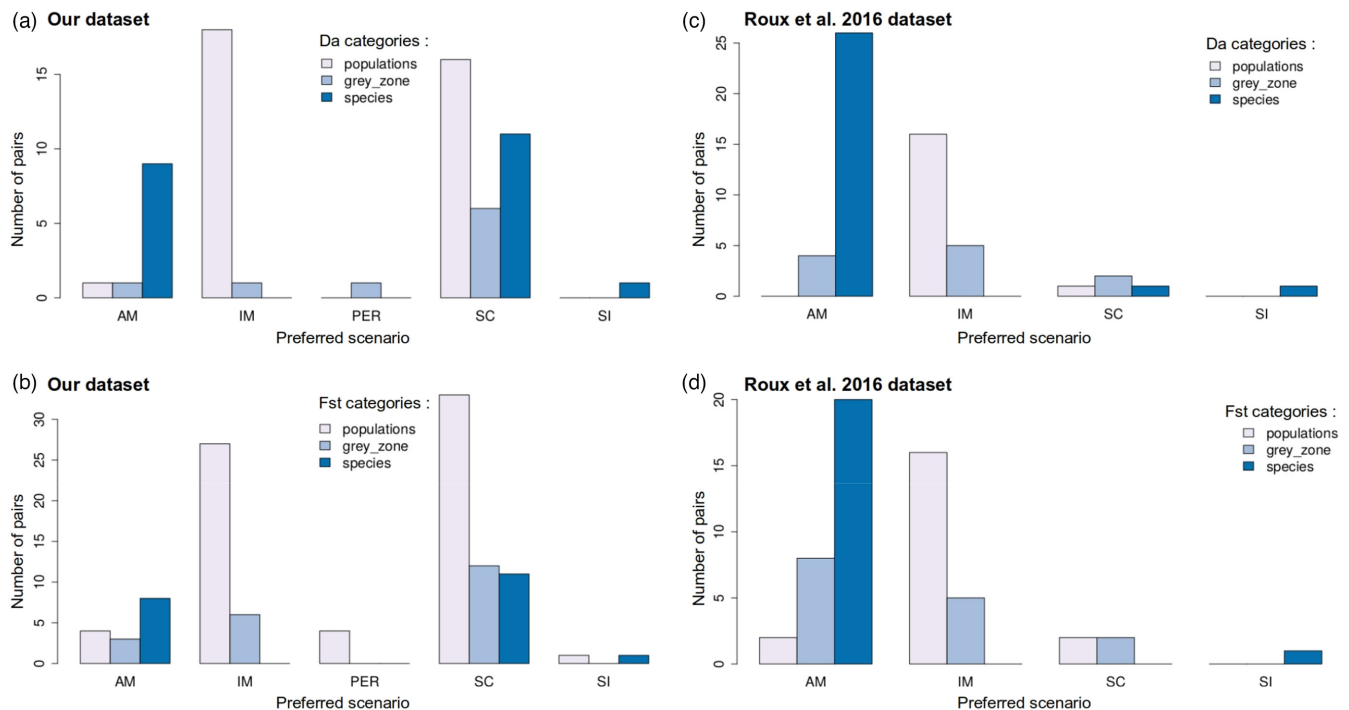 (a) Our dataset
Da categories :
populations
grey_zone
species
Number of pairs
15
10
5
0
AM IM PER SC SI
Preferred scenario
(c) Roux et al. 2016 dataset
Da categories :
populations
grey_zone
species
Number of pairs
25
20
15
10
5
0
AM IM SC SI
Preferred scenario
(b) Our dataset
Fst categories :
populations
grey_zone
species
Number of pairs
30
25
20
15
10
5
0
AM IM PER SC SI
Preferred scenario
(d) Roux et al. 2016 dataset
Fst categories :
populations
grey_zone
species
Number of pairs
20
15
10
5
0
AM IM SC SI
Preferred scenario